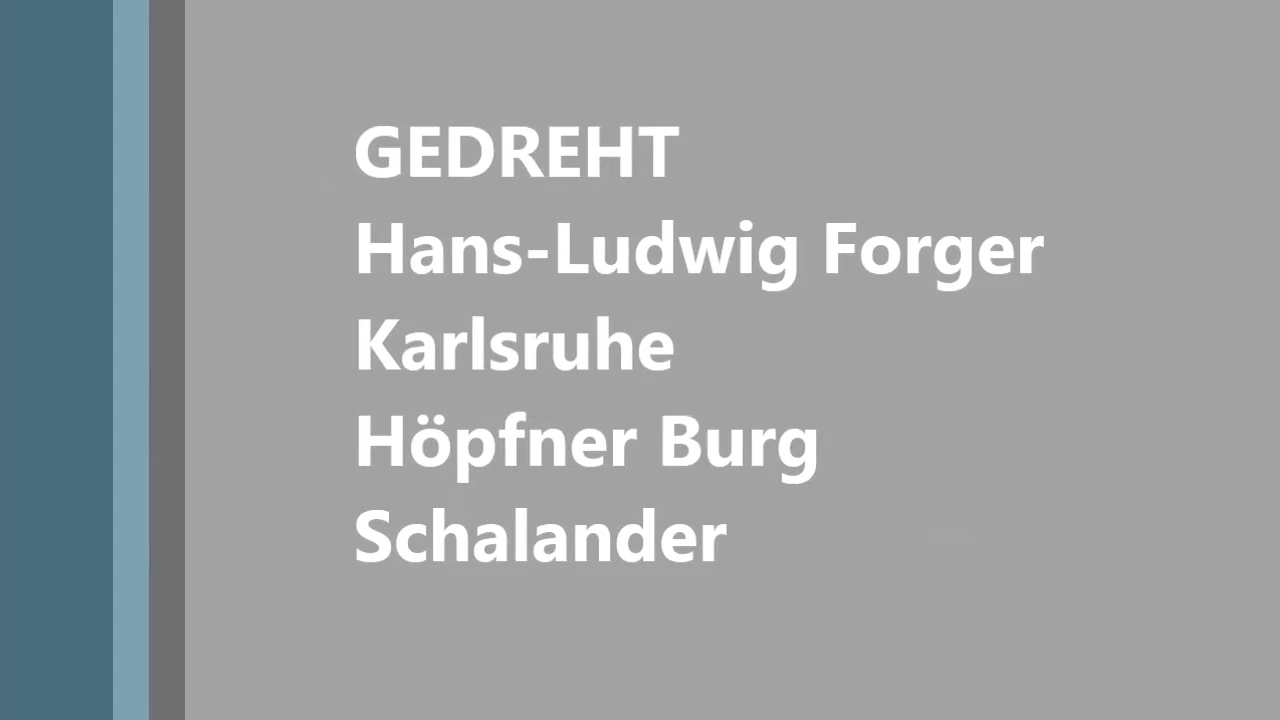 GEDREHT
Hans-Ludwig Forger
Karlsruhe
Höpfner Burg
Schalander